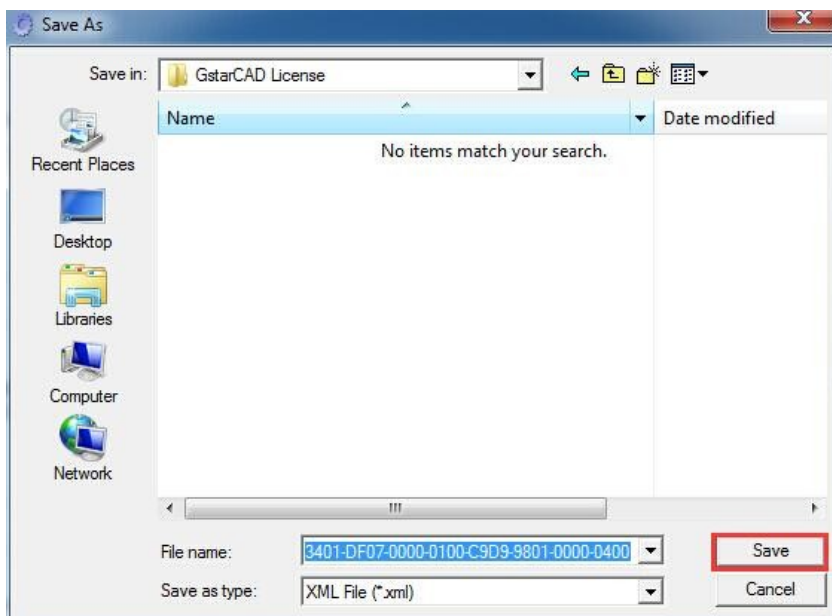 Save As
Save in:
GstarCAD License
Name
Date modified
No items match your search.
Recent Places
Desktop
Libraries
Computer
Network
File name:
3401-DF07-0000-0100-C9D9-9801-0000-0400
Save
Save as type:
XML File (*.xml)
Cancel